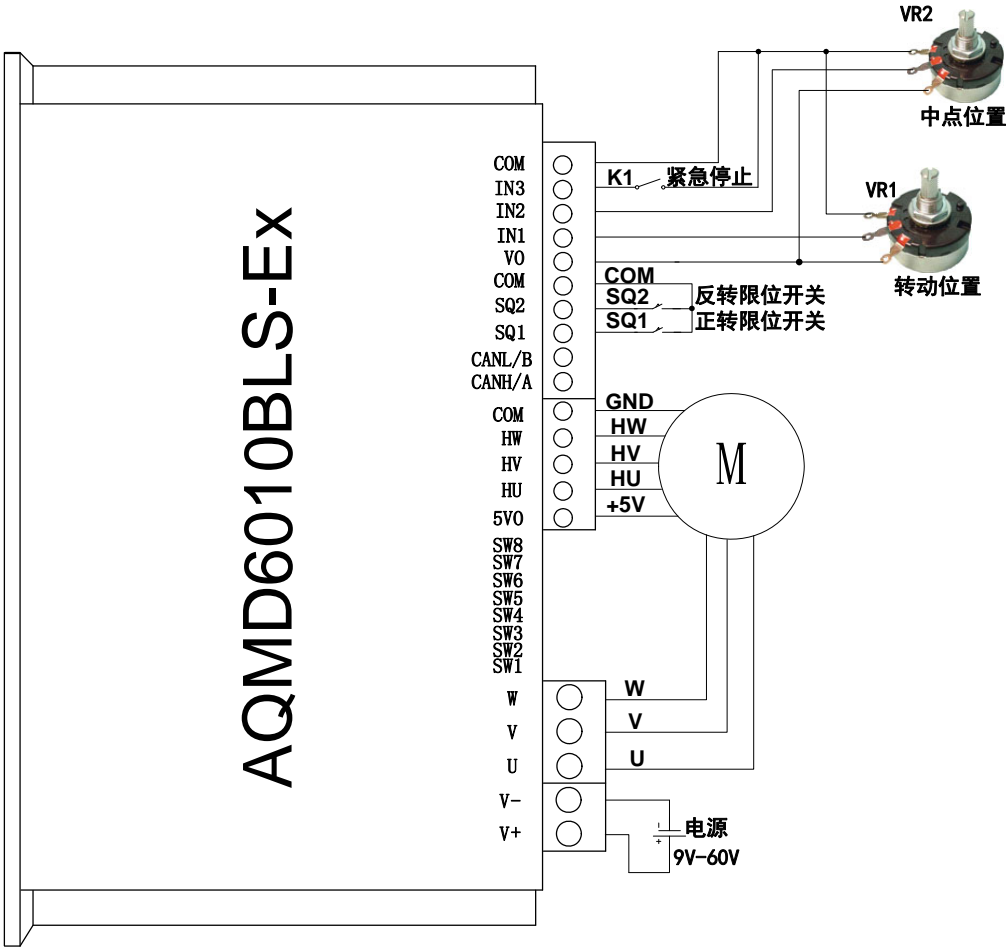 VR2
中点位置
VR1
转动位置
AQMD6010BLS-Ex
COM
IN3
IN2
IN1
VO
COM
SQ2
SQ1
CANL/B
CANH/A
COM
HW
HV
HU
5VO
SW8
SW7
SW6
SW5
SW4
SW3
SW2
SW1
W
V
U
V-
V+
K1 紧急停止
COM
SQ2 反转限位开关
SQ1 正转限位开关
GND
HW
HV
HU
+5V
M
W
V
U
- 电源
+ 9V-60V